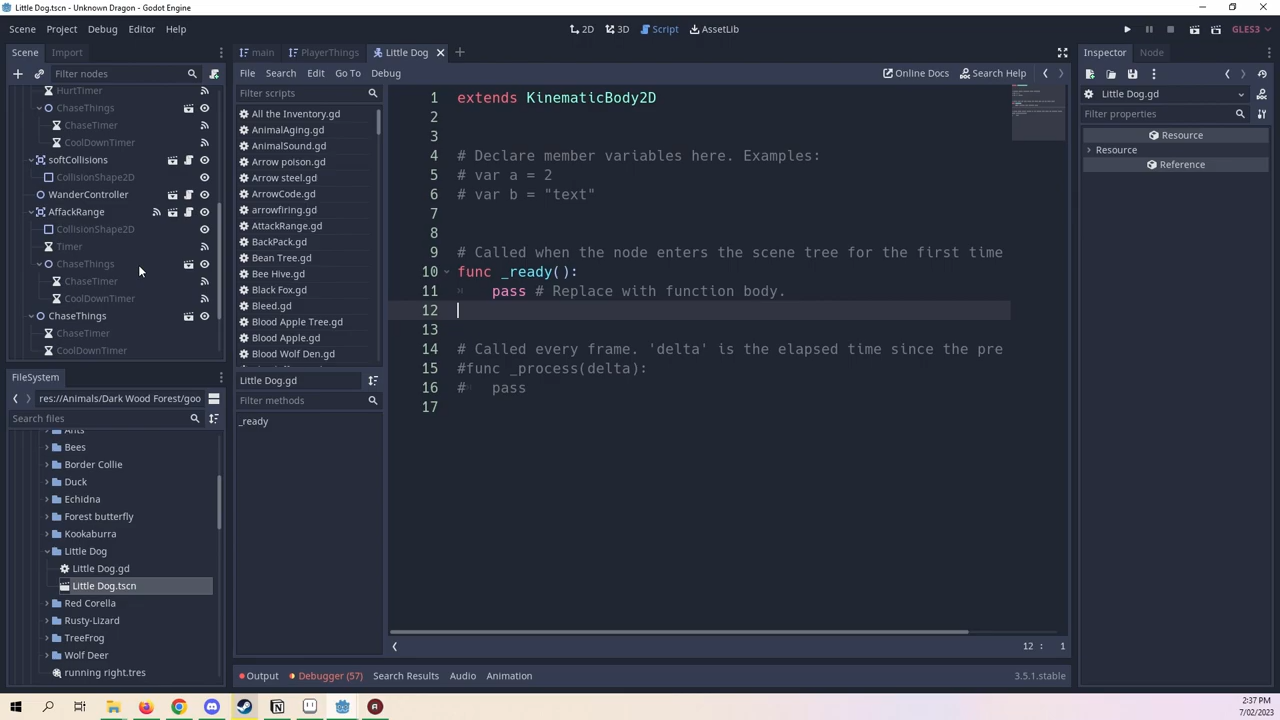 Little Dog.tscn - Unknown Dragon - Godot Engine
Scene Project Debug Editor Help
2D 3D Script AssetLib
GLES3
Scene Import
Filter nodes
HurtTimer
ChaseThings
ChaseTimer
CoolDownTimer
softCollisions
CollisionShape2D
WanderController
AffackRange
CollisionShape2D
Timer
ChaseThings
ChaseTimer
CoolDownTimer
ChaseThings
ChaseTimer
CoolDownTimer
FileSystem
res://Animals/Dark Wood Forest/goo
Search files
Ants
Bees
Border Collie
Duck
Echidna
Forest butterfly
Kookaburra
Little Dog
Little Dog.gd
Little Dog.tscn
Red Corella
Rusty-Lizard
TreeFrog
Wolf Deer
running right.tres
main PlayerThings Little Dog
File Search Edit Go To Debug
Online Docs Search Help
Filter scripts
All the Inventory.gd
AnimalAging.gd
AnimalSound.gd
Arrow poison.gd
Arrow steel.gd
ArrowCode.gd
arrowfiring.gd
AttackRange.gd
BackPack.gd
Bean Tree.gd
Bee Hive.gd
Black Fox.gd
Bleed.gd
Blood Apple Tree.gd
Blood Apple.gd
Blood Wolf Den.gd
Little Dog.gd
Filter methods
_ready
1 extends KinematicBody2D
2
3
4 # Declare member variables here. Examples:
5 # var a = 2
6 # var b = "text"
7
8
9 # Called when the node enters the scene tree for the first time
10 func _ready():
11 pass # Replace with function body.
12
13
14 # Called every frame. 'delta' is the elapsed time since the pre
15 #func _process(delta):
16 # pass
17
12 : 1
Output Debugger (57) Search Results Audio Animation
3.5.1.stable
Inspector Node
Little Dog.gd
Filter properties
Resource
Resource
Reference
2:37 PM
7/02/2023